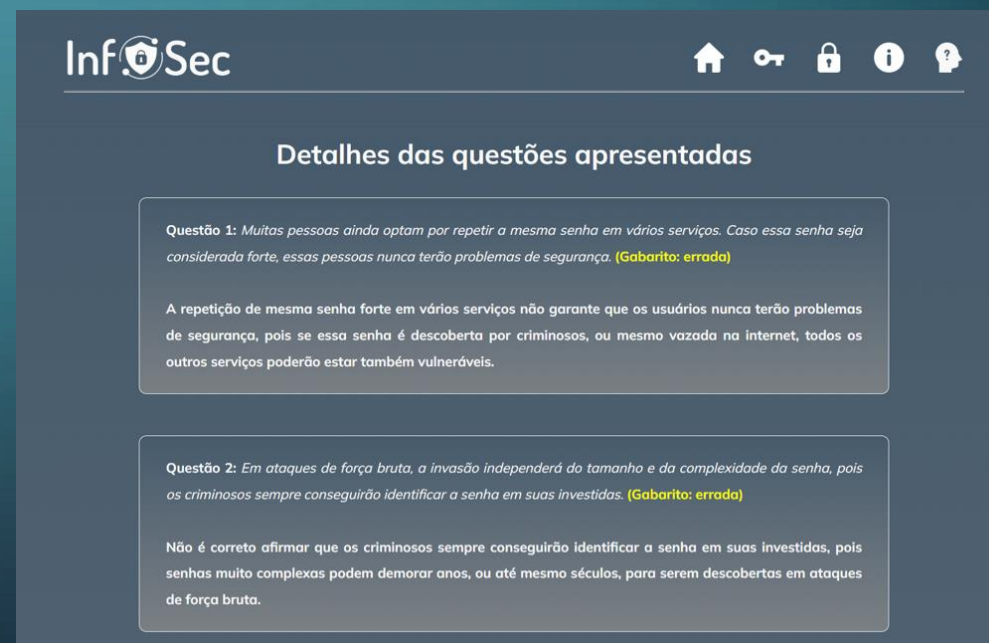 InfoSec
Detalhes das questões apresentadas
Questão 1: Muitas pessoas ainda optam por repetir a mesma senha em vários serviços. Caso essa senha seja
considerada forte, essas pessoas nunca terão problemas de segurança. (Gabarito: errada)
A repetição de mesma senha forte em vários serviços não garante que os usuários nunca terão problemas
de segurança, pois se essa senha é descoberta por criminosos, ou mesmo vazada na internet, todos os
outros serviços poderão estar também vulneráveis.
Questão 2: Em ataques de força bruta, a invasão independerá do tamanho e da complexidade da senha, pois
os criminosos sempre conseguirão identificar a senha em suas investidas. (Gabarito: errada)
Não é correto afirmar que os criminosos sempre conseguirão identificar a senha em suas investidas, pois
senhas muito complexas podem demorar anos, ou até mesmo séculos, para serem descobertas em ataques
de força bruta.